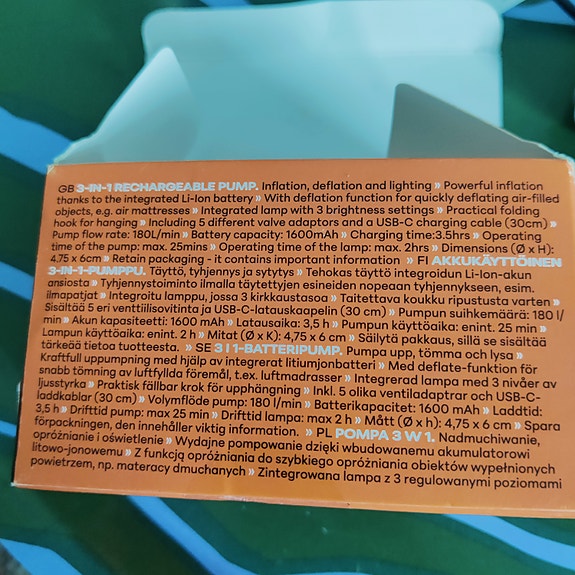 GB 3-IN-1 RECHARGEABLE PUMP. Inflation, deflation and lighting » Powerful inflation
thanks to the integrated Li-Ion battery » With deflation function for quickly deflating air-filled
objects, e.g. air mattresses » Integrated lamp with 3 brightness settings » Practical folding
hook for hanging » Including 5 different valve adaptors and a USB-C charging cable (30cm) »
Pump flow rate: 180L/min » Battery capacity: 1600mAh » Charging time:3.5hrs » Operating
time of the pump: max. 25mins » Operating time of the lamp: max. 2hrs » Dimensions (Ø x H):
4,75 x 6cm » Retain packaging - it contains important information » FI AKKUKÄYTTÖINEN
3-IN-1-PUMPPU. Täyttö, tyhjennys ja sytytys » Tehokas täyttö integroidun Li-Ion-akun
ansiosta » Tyhjennystoiminto ilmalla täytettyjen esineiden nopeaan tyhjennykseen, esim.
ilmapatjat » Integroitu lamppu, jossa 3 kirkkaustasoa » Taitettava koukku ripustusta varten »
Sisältää 5 eri venttiilisovitinta ja USB-C-latauskaapelin (30 cm) » Pumpun suihkemäärä: 180 l/
min » Akun kapasiteetti: 1600 mAh » Latausaika: 3,5 h » Pumpun käyttöaika: enint. 25 min »
Lampun käyttöaika: enint. 2 h » Mitat (Ø x K): 4,75 x 6 cm » Säilytä pakkaus, sillä se sisältää
tärkeää tietoa tuotteesta. » SE 3 I 1-BATTERIPUMP. Pumpa upp, tömma och lysa »
Kraftfull uppumpning med hjälp av integrerat litiumjonbatteri » Med deflate-funktion för
snabb tömning av luftfyllda föremål, t.ex. luftmadrasser » Integrerad lampa med 3 nivåer av
ljusstyrka » Praktisk fällbar krok för upphängning » Inkl. 5 olika ventiladaptrar och USB-C-
laddkablar (30 cm) » Volymflöde pump: 180 l/min » Batterikapacitet: 1600 mAh » Laddtid:
3,5 h » Drifttid pump: max 25 min » Drifttid lampa: max 2 h » Mått (Ø x H): 4,75 x 6 cm » Spara
förpackningen, den innehåller viktig information. » PL POMPA 3 W 1. Nadmuchiwanie,
opróżnianie i oświetlenie » Wydajne pompowanie dzięki wbudowanemu akumulatorowi
litowo-jonowemu » Z funkcją opróżniania do szybkiego opróżniania obiektów wypełnionych
powietrzem, np. materacy dmuchanych » Zintegrowana lampa z 3 regulowanymi poziomami